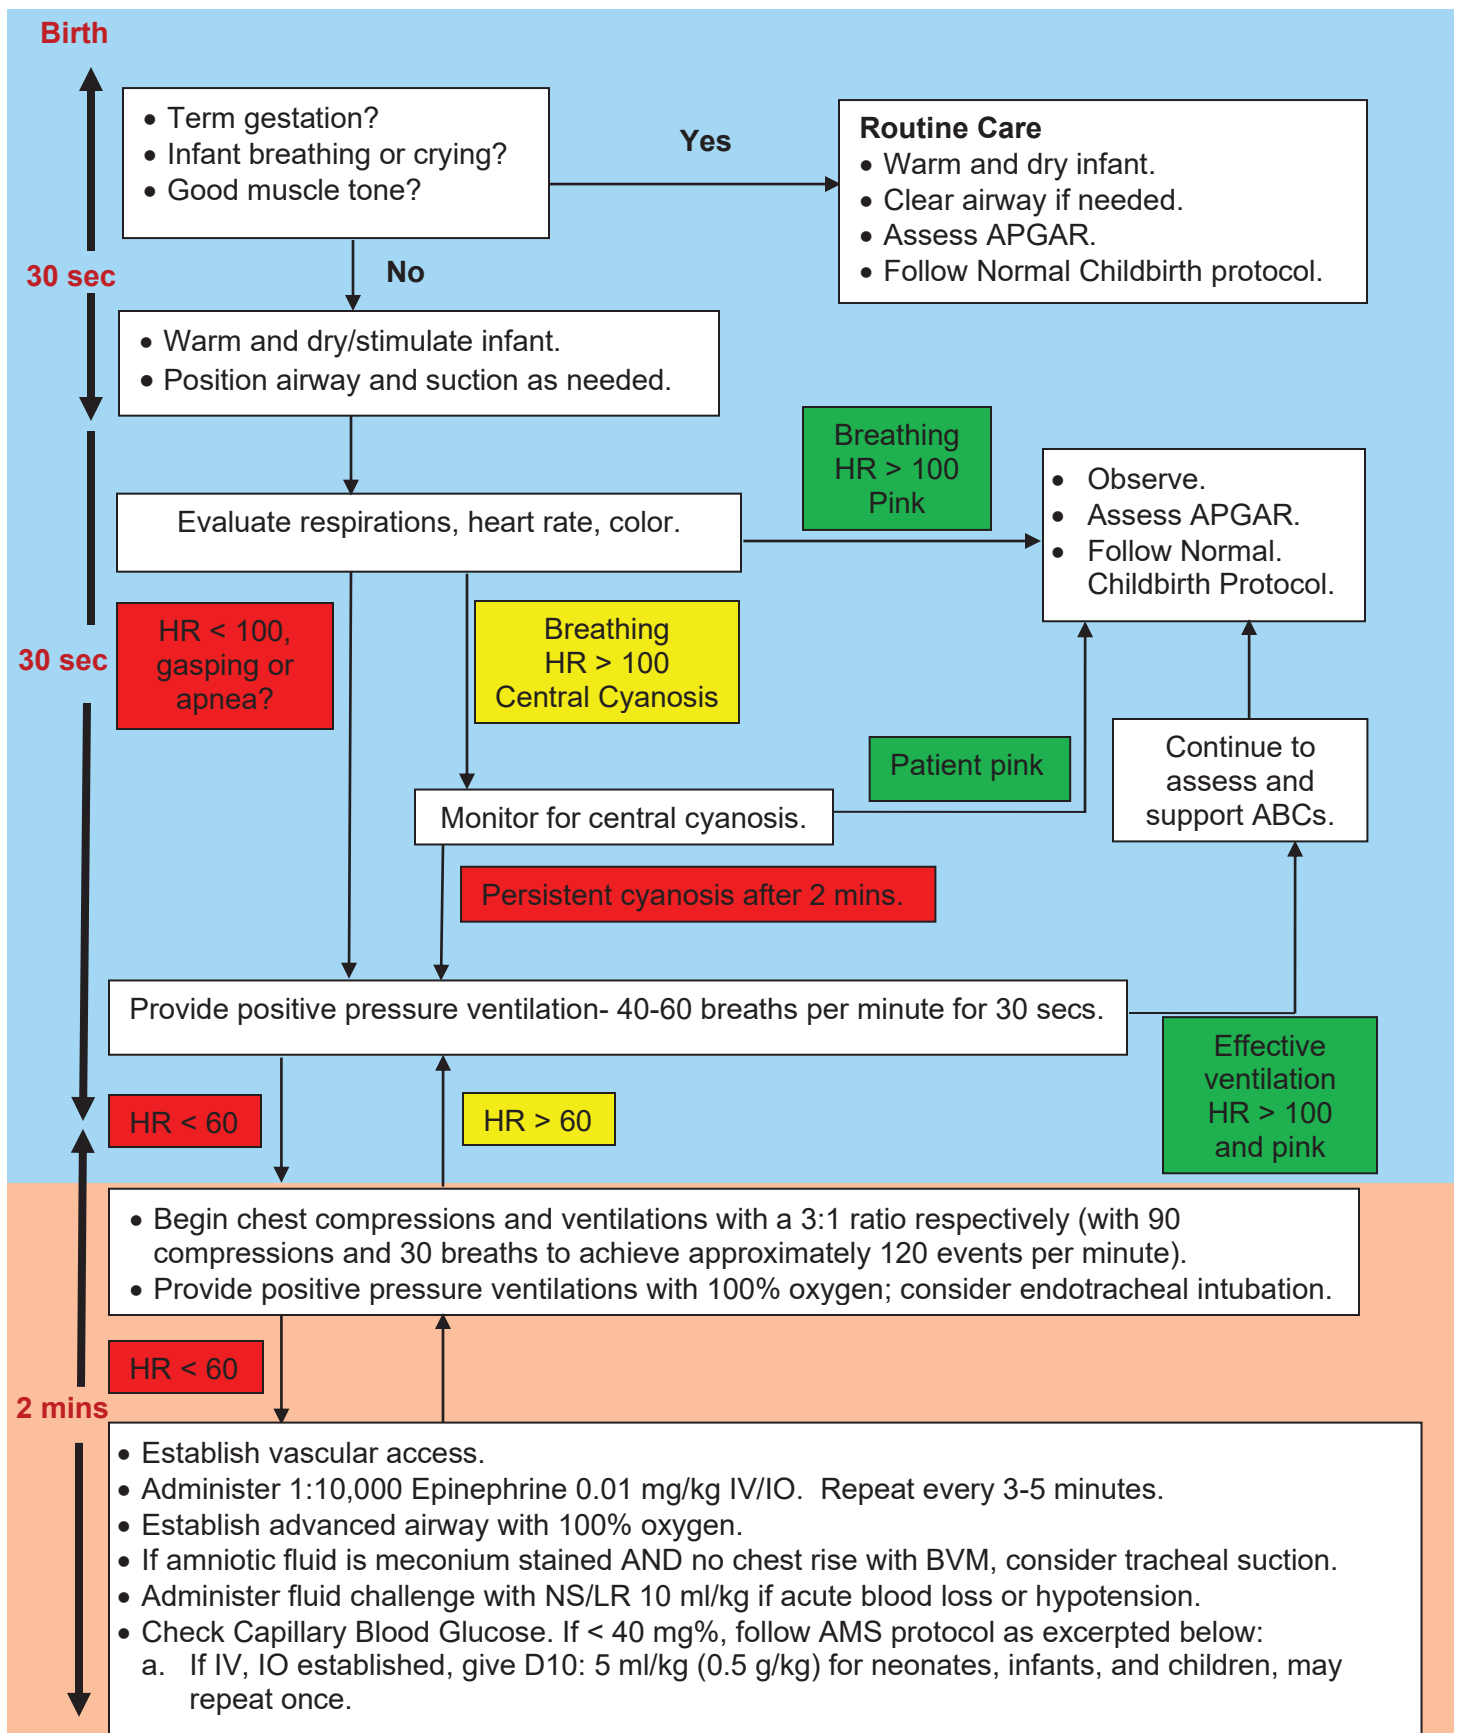 Birth
• Term gestation?
• Infant breathing or crying?
• Good muscle tone?
Yes
Routine Care
• Warm and dry infant.
• Clear airway if needed.
• Assess APGAR.
• Follow Normal Childbirth protocol.
30 sec
No
• Warm and dry/stimulate infant.
• Position airway and suction as needed.
Breathing
HR > 100
Pink
• Observe.
• Assess APGAR.
• Follow Normal.
Childbirth Protocol.
Evaluate respirations, heart rate, color.
30 sec
HR < 100,
gasping or
apnea?
Breathing
HR > 100
Central Cyanosis
Patient pink
Continue to
assess and
support ABCs.
Monitor for central cyanosis.
Persistent cyanosis after 2 mins.
Provide positive pressure ventilation- 40-60 breaths per minute for 30 secs.
Effective
ventilation
HR > 100
and pink
HR < 60
HR > 60
• Begin chest compressions and ventilations with a 3:1 ratio respectively (with 90
compressions and 30 breaths to achieve approximately 120 events per minute).
• Provide positive pressure ventilations with 100% oxygen; consider endotracheal intubation.
HR < 60
2 mins
• Establish vascular access.
• Administer 1:10,000 Epinephrine 0.01 mg/kg IV/IO.  Repeat every 3-5 minutes.
• Establish advanced airway with 100% oxygen.
• If amniotic fluid is meconium stained AND no chest rise with BVM, consider tracheal suction.
• Administer fluid challenge with NS/LR 10 ml/kg if acute blood loss or hypotension.
• Check Capillary Blood Glucose. If < 40 mg%, follow AMS protocol as excerpted below:
a. If IV, IO established, give D10: 5 ml/kg (0.5 g/kg) for neonates, infants, and children, may
repeat once.